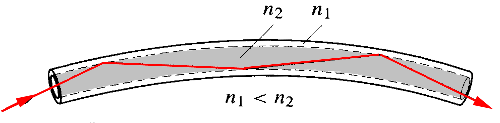 n₂ n₁
n₁ < n₂